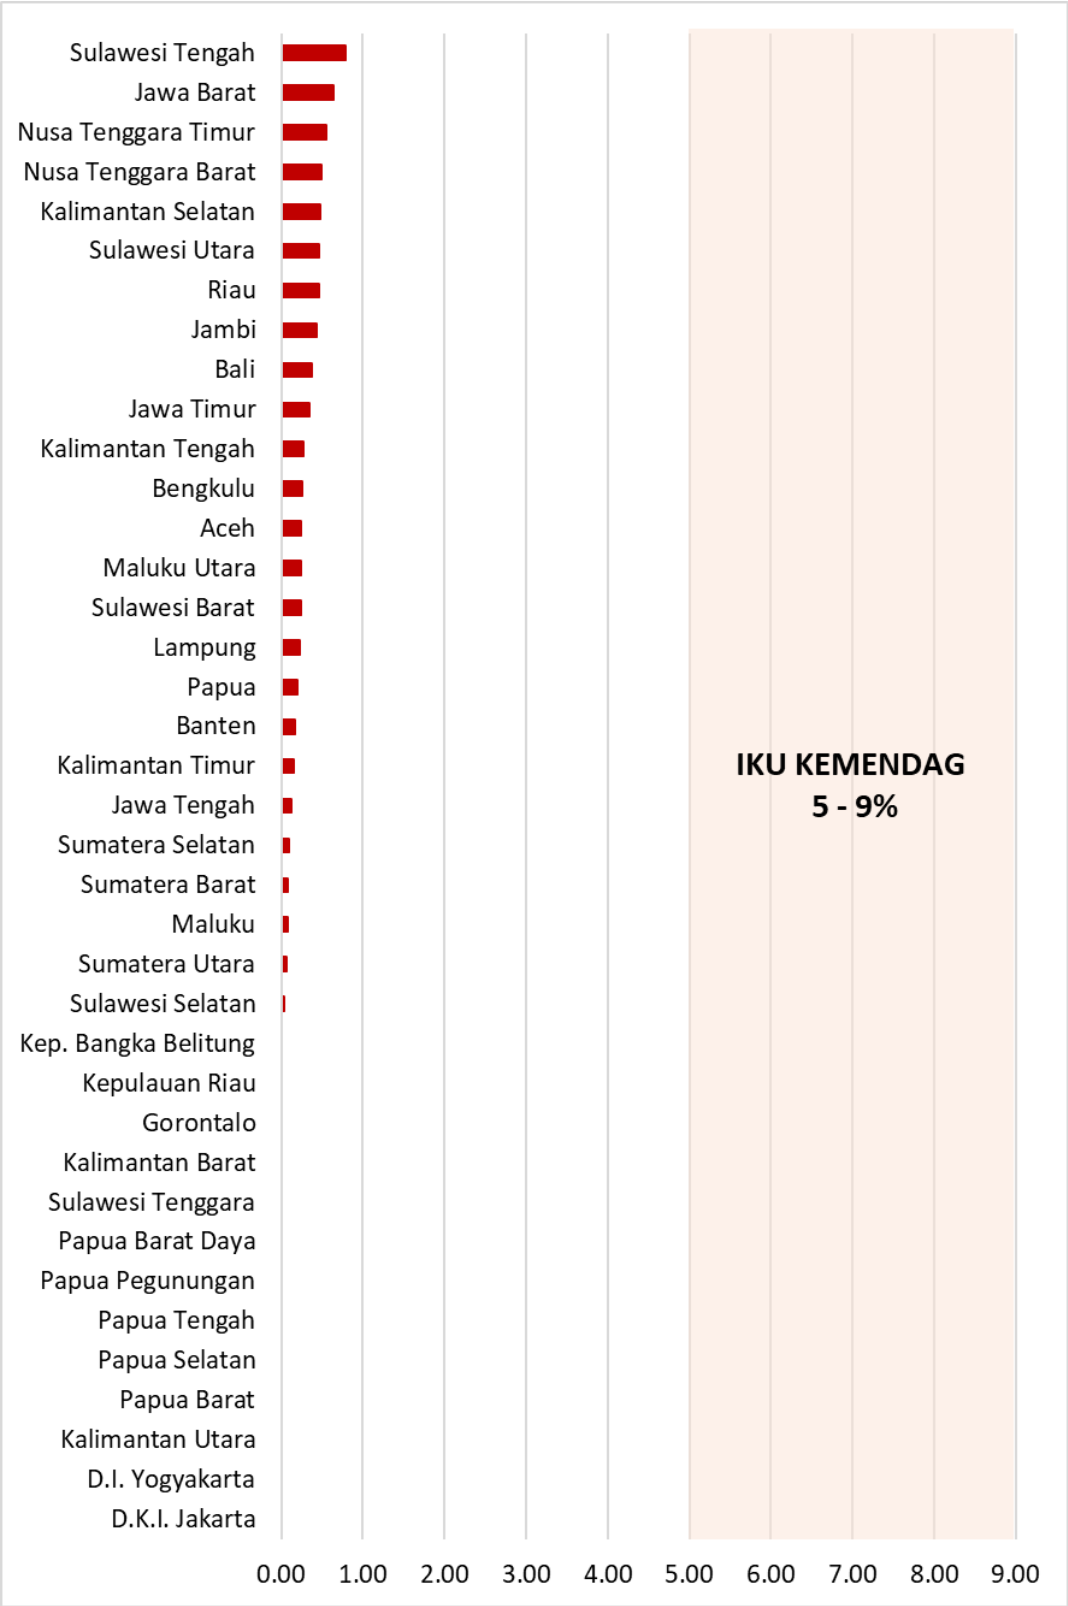 Sulawesi Tengah
Jawa Barat
Nusa Tenggara Timur
Nusa Tenggara Barat
Kalimantan Selatan
Sulawesi Utara
Riau
Jambi
Bali
Jawa Timur
Kalimantan Tengah
Bengkulu
Aceh
Maluku Utara
Sulawesi Barat
Lampung
Papua
Banten
Kalimantan Timur
Jawa Tengah
Sumatera Selatan
Sumatera Barat
Maluku
Sumatera Utara
Sulawesi Selatan
Kep. Bangka Belitung
Kepulauan Riau
Gorontalo
Kalimantan Barat
Sulawesi Tenggara
Papua Barat Daya
Papua Pegunungan
Papua Tengah
Papua Selatan
Papua Barat
Kalimantan Utara
D.I. Yogyakarta
D.K.I. Jakarta
IKU KEMENDAG
5 - 9%
0.00 1.00 2.00 3.00 4.00 5.00 6.00 7.00 8.00 9.00